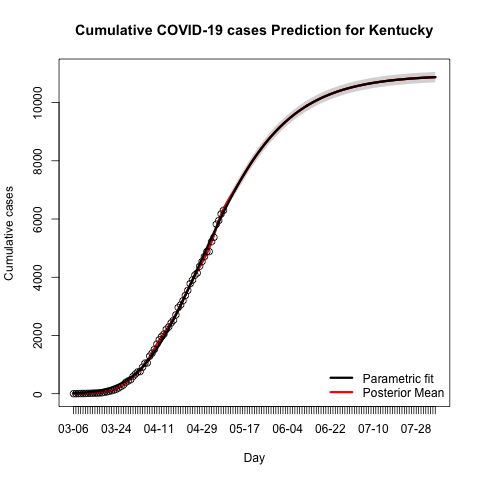 Cumulative COVID-19 cases Prediction for Kentucky
Cumulative cases
10000
8000
6000
4000
2000
0
Parametric fit
Posterior Mean
03-06 03-24 04-11 04-29 05-17 06-04 06-22 07-10 07-28
Day